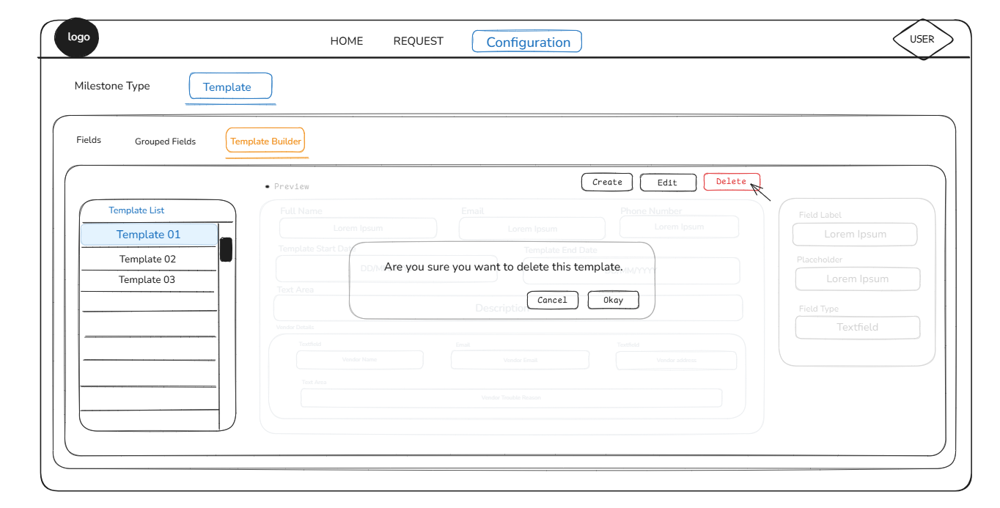 logo
HOME REQUEST Configuration
USER
Milestone Type Template
Fields Grouped Fields Template Builder
Preview
Create Edit Delete
Template List
Template 01
Template 02
Template 03
Full Name Email Phone Number
Lorem Ipsum Lorem Ipsum Lorem Ipsum
Template Start Date Template End Date
DD/M MM/YYYY
Are you sure you want to delete this template.
Cancel Okay
Text Area
Description
Vendor Details
Textfield Email Textfield
Vendor Name Vendor Email Vendor address
Text Area
Vendor Reason
Field Label
Lorem Ipsum
Placeholder
Lorem Ipsum
Field Type
Textfield